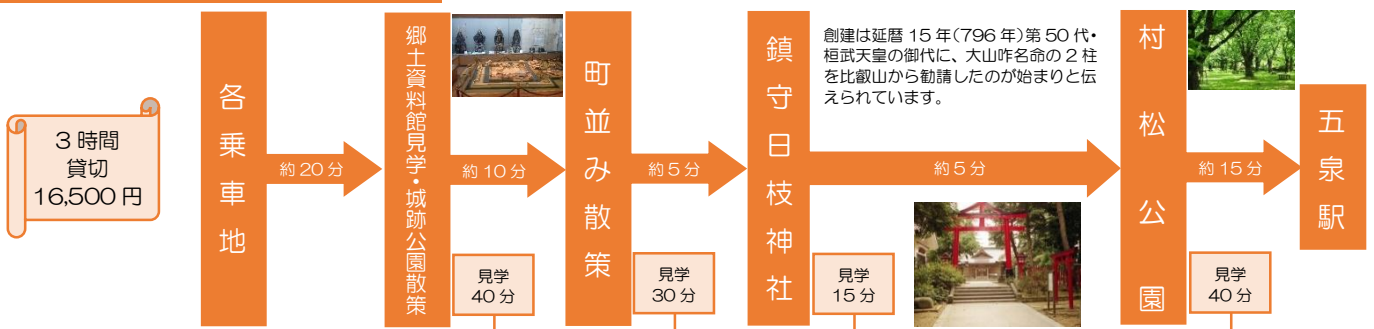 3時間
貸切
16,500円
各乗車地
約20分
郷土資料館見学・城跡公園散策
見学
40分
約10分
町並み散策
見学
30分
約5分
鎮守日枝神社
創建は延暦15年(796年)第50代・
桓武天皇の御代に、大山咋名命の2柱
を比叡山から勧請したのが始まりと伝
えられています。
見学
15分
約5分
村松公園
見学
40分
約15分
五泉駅